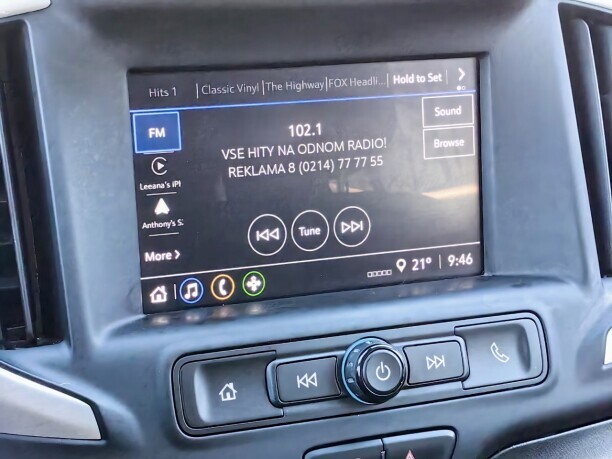 Hits 1 | Classic Vinyl | The Highway | FOX Headli... Hold to Set
FM
102.1
VSE HITY NA ODNOM RADIO!
REKLAMA 8 (0214) 77 77 55
Sound
Browse
Leeana's iPl
Anthony's S.
Tune
More >
21° | 9:46